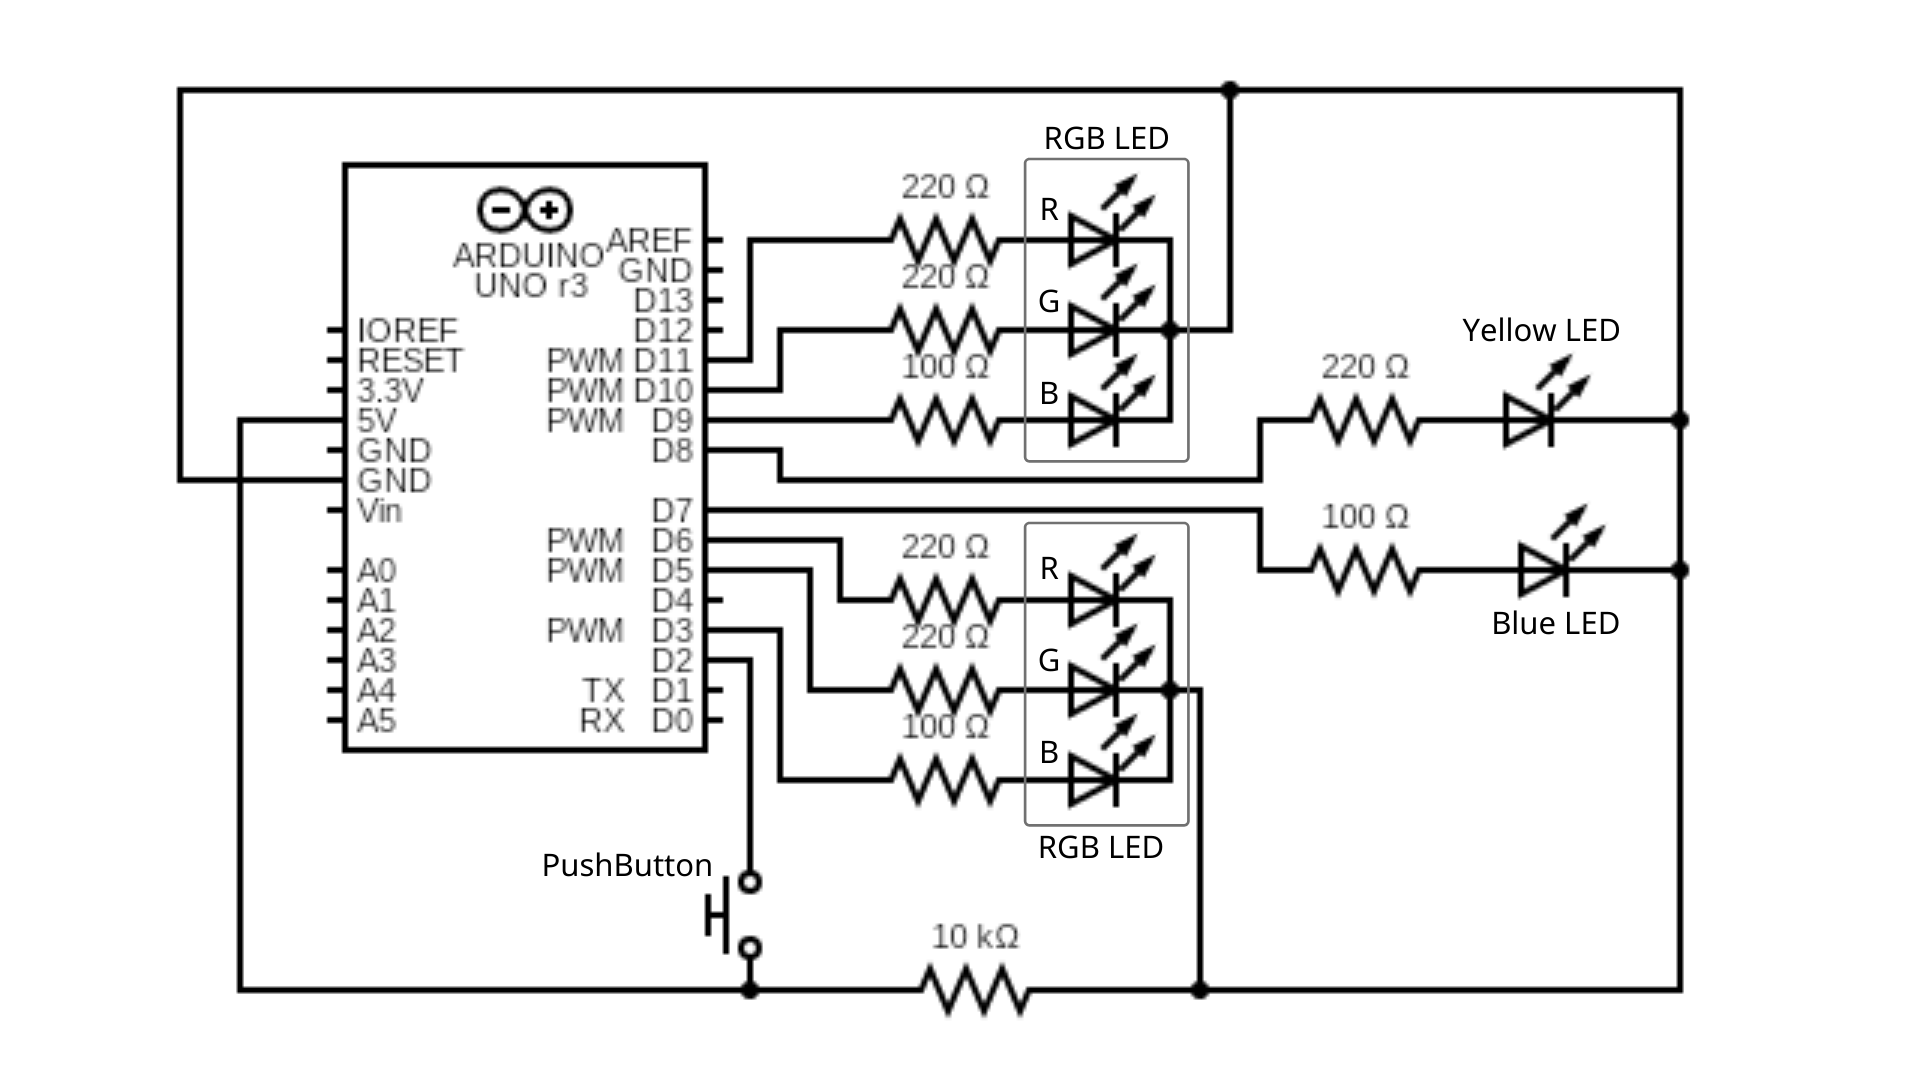 RGB LED
220 Ω
R
220 Ω
G
100 Ω
B
ARDUINO
UNO r3
AREF
GND
D13
IOREF
D12
RESET
PWM D11
3.3V
PWM D10
5V
PWM D9
GND
D8
GND
Vin
D7
PWM D6
A0
PWM D5
A1
D4
A2
PWM D3
A3
D2
A4
TX D1
A5
RX D0
Yellow LED
220 Ω
100 Ω
Blue LED
220 Ω
R
220 Ω
G
100 Ω
B
RGB LED
PushButton
10 kΩ